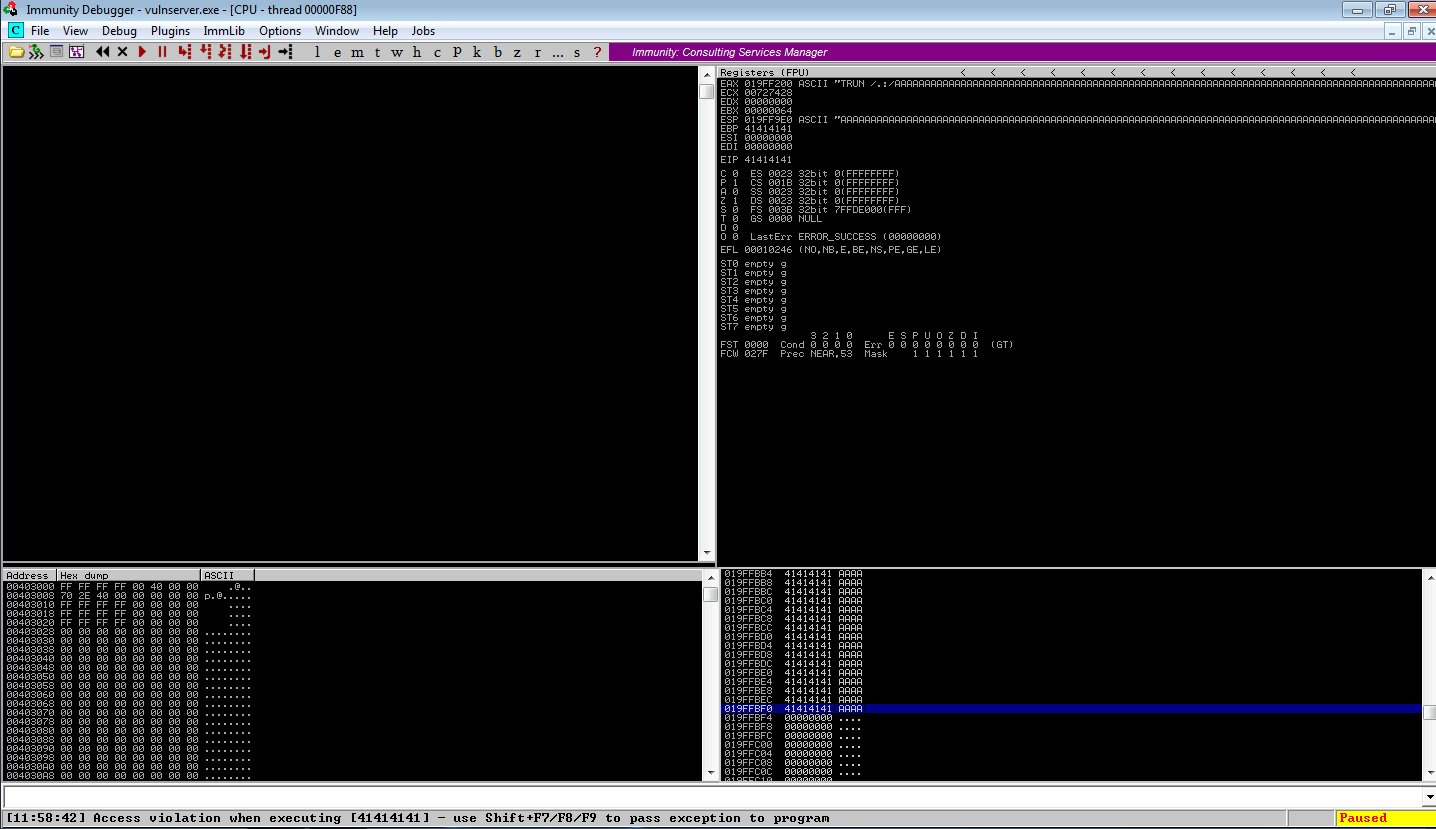 Immunity Debugger - vulnserver.exe - [CPU - thread 00000F88]
C File View Debug Plugins ImmLib Options Window Help Jobs
l e m t w h c P k b z r ... s ? Immunity: Consulting Services Manager
Registers (FPU) < < < < < < < < < < < < < <
EAX 019FF200 ASCII "TRUN /.:/AAAAAAAAAAAAAAAAAAAAAAAAAAAAAAAAAAAAAAAAAAAAAAAAAAAAAAAAAAAAAAAAAAAAAAAAAAAAAAAAAAAAAAAAA
ECX 00727428
EDX 00000000
EBX 00000064
ESP 019FF9E0 ASCII "AAAAAAAAAAAAAAAAAAAAAAAAAAAAAAAAAAAAAAAAAAAAAAAAAAAAAAAAAAAAAAAAAAAAAAAAAAAAAAAAAAAAAAAAAAAAAAAAAA
EBP 41414141
ESI 00000000
EDI 00000000
EIP 41414141
C 0 ES 0023 32bit 0(FFFFFFFF)
P 1 CS 001B 32bit 0(FFFFFFFF)
A 0 SS 0023 32bit 0(FFFFFFFF)
Z 1 DS 0023 32bit 0(FFFFFFFF)
S 0 FS 003B 32bit 7FFDE000(FFF)
T 0 GS 0000 NULL
D 0
O 0 LastErr ERROR_SUCCESS (00000000)
EFL 00010246 (NO,NB,E,BE,NS,PE,GE,LE)
ST0 empty g
ST1 empty g
ST2 empty g
ST3 empty g
ST4 empty g
ST5 empty g
ST6 empty g
ST7 empty g
3 2 1 0 E S P U O Z D I
FST 0000 Cond 0 0 0 0 Err 0 0 0 0 0 0 0 0 (GT)
FCW 027F Prec NEAR,53 Mask 1 1 1 1 1 1
Address Hex dump ASCII
00403000 FF FF FF FF 00 40 00 00 .@..
00403008 70 2E 40 00 00 00 00 00 p.@.....
00403010 FF FF FF FF 00 00 00 00 ....
00403018 FF FF FF FF 00 00 00 00 ....
00403020 FF FF FF FF 00 00 00 00 ....
00403028 00 00 00 00 00 00 00 00 ........
00403030 00 00 00 00 00 00 00 00 ........
00403038 00 00 00 00 00 00 00 00 ........
00403040 00 00 00 00 00 00 00 00 ........
00403048 00 00 00 00 00 00 00 00 ........
00403050 00 00 00 00 00 00 00 00 ........
00403058 00 00 00 00 00 00 00 00 ........
00403060 00 00 00 00 00 00 00 00 ........
00403068 00 00 00 00 00 00 00 00 ........
00403070 00 00 00 00 00 00 00 00 ........
00403078 00 00 00 00 00 00 00 00 ........
00403080 00 00 00 00 00 00 00 00 ........
00403088 00 00 00 00 00 00 00 00 ........
00403090 00 00 00 00 00 00 00 00 ........
00403098 00 00 00 00 00 00 00 00 ........
004030A0 00 00 00 00 00 00 00 00 ........
004030A8 00 00 00 00 00 00 00 00 ........
019FFBB4 41414141 AAAA
019FFBB8 41414141 AAAA
019FFBBC 41414141 AAAA
019FFBC0 41414141 AAAA
019FFBC4 41414141 AAAA
019FFBC8 41414141 AAAA
019FFBCC 41414141 AAAA
019FFBD0 41414141 AAAA
019FFBD4 41414141 AAAA
019FFBD8 41414141 AAAA
019FFBDC 41414141 AAAA
019FFBE0 41414141 AAAA
019FFBE4 41414141 AAAA
019FFBE8 41414141 AAAA
019FFBEC 41414141 AAAA
019FFBF0 41414141 AAAA
019FFBF4 00000000 ....
019FFBF8 00000000 ....
019FFBFC 00000000 ....
019FFC00 00000000 ....
019FFC04 00000000 ....
019FFC08 00000000 ....
019FFC0C 00000000 ....
019FFC10 00000000 ....
[11:58:42] Access violation when executing [41414141] - use Shift+F7/F8/F9 to pass exception to program
Paused